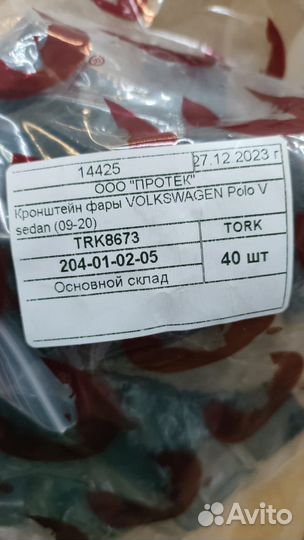 14425 27.12.2023 г
ООО "ПРОТЕК"
Кронштейн фары VOLKSWAGEN Polo V
sedan (09-20)
TRK8673 TORK
204-01-02-05 40 шт
Основной склад
Avito